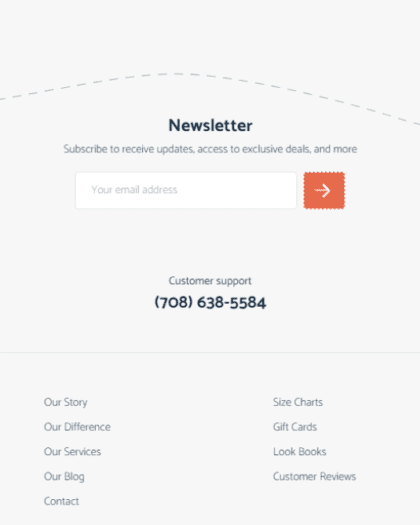 Newsletter
Subscribe to receive updates, access to exclusive deals, and more
Your email address
Customer support
(708) 638-5584
Our Story
Our Difference
Our Services
Our Blog
Contact
Size Charts
Gift Cards
Look Books
Customer Reviews